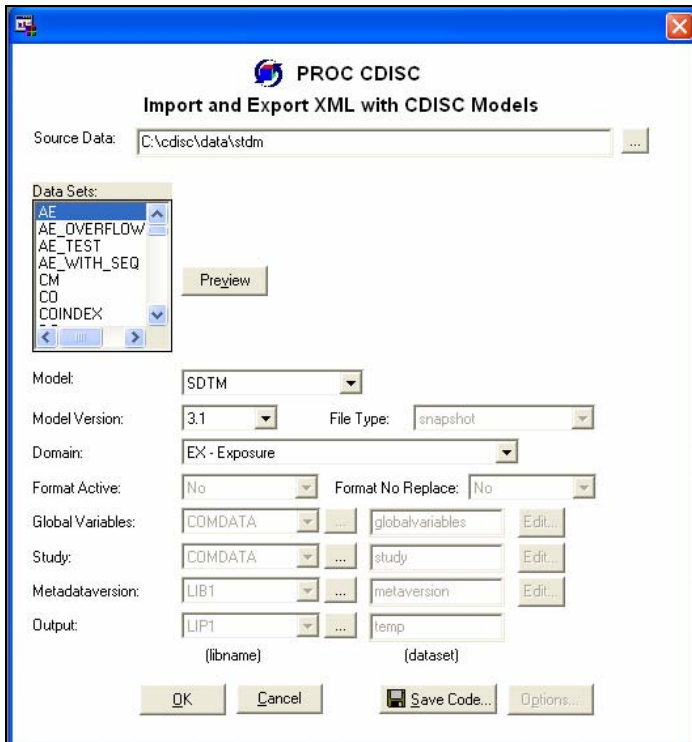 PROC CDISC
Import and Export XML with CDISC Models
Source Data: C:\cdisc\data\stdm ...
Data Sets:
AE
AE_OVERFLOW
AE_TEST
AE_WITH_SEQ
CM
CO
COINDEX
Preview
Model: SDTM
Model Version: 3.1 File Type: snapshot
Domain: EX - Exposure
Format Active: No Format No Replace: No
Global Variables: COMDATA ... globalvariables Edit...
Study: COMDATA ... study Edit...
Metadataversion: LIB1 ... metaversion Edit...
Output: LIP1 ... temp
(libname) (dataset)
OK Cancel Save Code... Options...